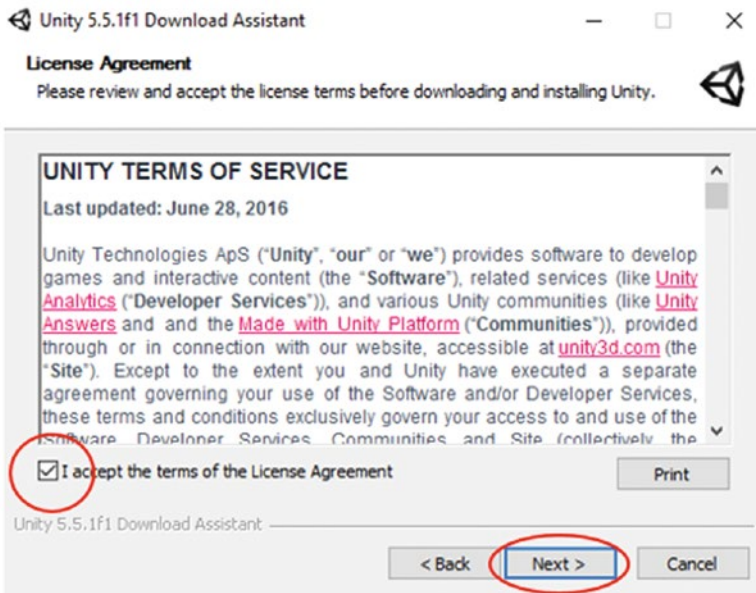 Unity 5.5.1f1 Download Assistant
License Agreement
Please review and accept the license terms before downloading and installing Unity.
UNITY TERMS OF SERVICE
Last updated: June 28, 2016
Unity Technologies ApS (“Unity”, “our” or “we”) provides software to develop
games and interactive content (the “Software”), related services (like Unity
Analytics (“Developer Services”)), and various Unity communities (like Unity
Answers and and the Made with Unity Platform (“Communities”)), provided
through or in connection with our website, accessible at unity3d.com (the
“Site”). Except to the extent you and Unity have executed a separate
agreement governing your use of the Software and/or Developer Services,
these terms and conditions exclusively govern your access to and use of the
Software, Developer Services, Communities and Site (collectively, the
I accept the terms of the License Agreement
Print
Unity 5.5.1f1 Download Assistant
< Back
Next >
Cancel